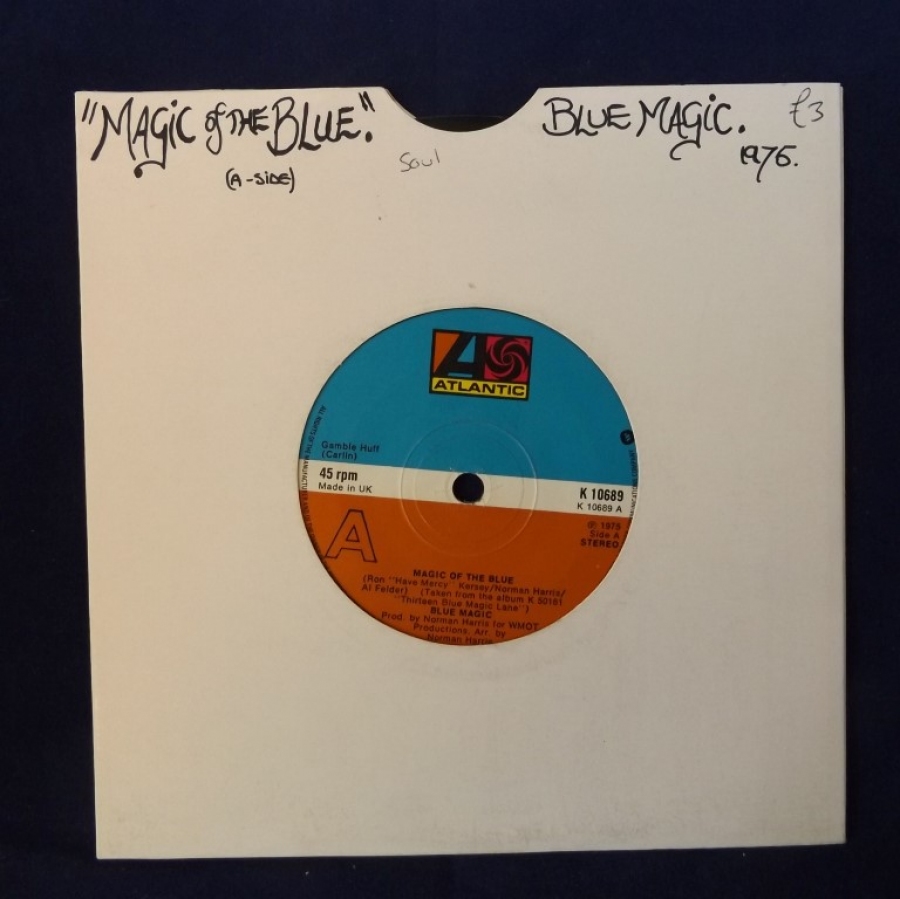 "MAGIC of THE BLUE."
(A-SIDE)
Soul
BLUE MAGIC.
1976.
£3
ATLANTIC
Gamble Huff
(Carlin)
45 rpm
Made in UK
K 10689
K 10689 A
℗ 1975
Side A
STEREO
A
MAGIC OF THE BLUE
(Ron "Have Mercy" Kersey/Norman Harris/
Al Felder) (Taken from the album K 50161
"Thirteen Blue Magic Lane")
BLUE MAGIC
Prod. by Norman Harris for WMOT
Productions. Arr. by
Norman Harris